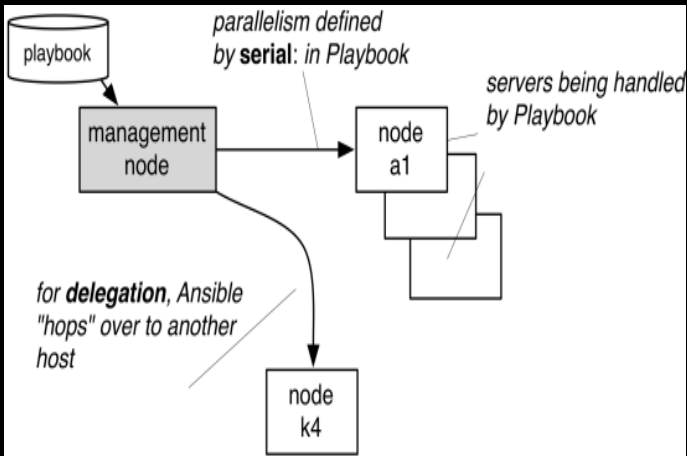 playbook
parallelism defined
by serial: in Playbook
management
node
node
a1
servers being handled
by Playbook
for delegation, Ansible
"hops" over to another
host
node
k4